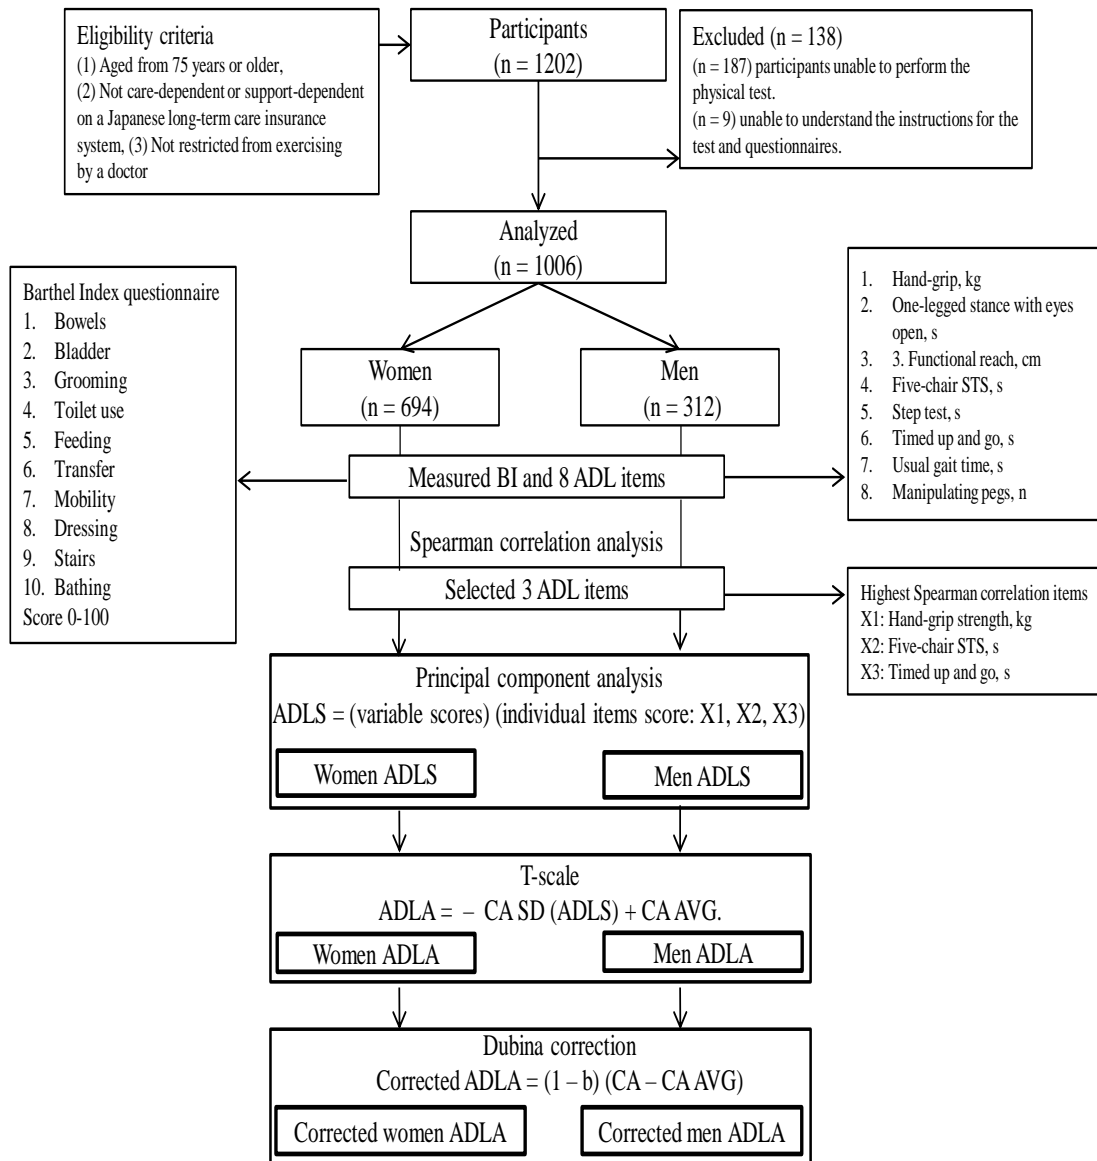 Eligibility criteria
(1) Aged from 75 years or older,
(2) Not care-dependent or support-dependent
on a Japanese long-term care insurance
system, (3) Not restricted from exercising
by a doctor
Participants
(n = 1202)
Excluded (n = 138)
(n = 187) participants unable to perform the
physical test.
(n = 9) unable to understand the instructions for the
test and questionnaires.
Analyzed
(n = 1006)
Barthel Index questionnaire
1. Bowels
2. Bladder
3. Grooming
4. Toilet use
5. Feeding
6. Transfer
7. Mobility
8. Dressing
9. Stairs
10. Bathing
Score 0-100
Women
(n = 694)
Men
(n = 312)
1. Hand-grip, kg
2. One-legged stance with eyes
open, s
3. 3. Functional reach, cm
4. Five-chair STS, s
5. Step test, s
6. Timed up and go, s
7. Usual gait time, s
8. Manipulating pegs, n
Measured BI and 8 ADL items
Spearman correlation analysis
Selected 3 ADL items
Highest Spearman correlation items
X1: Hand-grip strength, kg
X2: Five-chair STS, s
X3: Timed up and go, s
Principal component analysis
ADLS = (variable scores) (individual items score: X1, X2, X3)
Women ADLS
Men ADLS
T-scale
ADLA = – CA SD (ADLS) + CA AVG.
Women ADLA
Men ADLA
Dubina correction
Corrected ADLA = (1 – b) (CA – CA AVG)
Corrected women ADLA
Corrected men ADLA